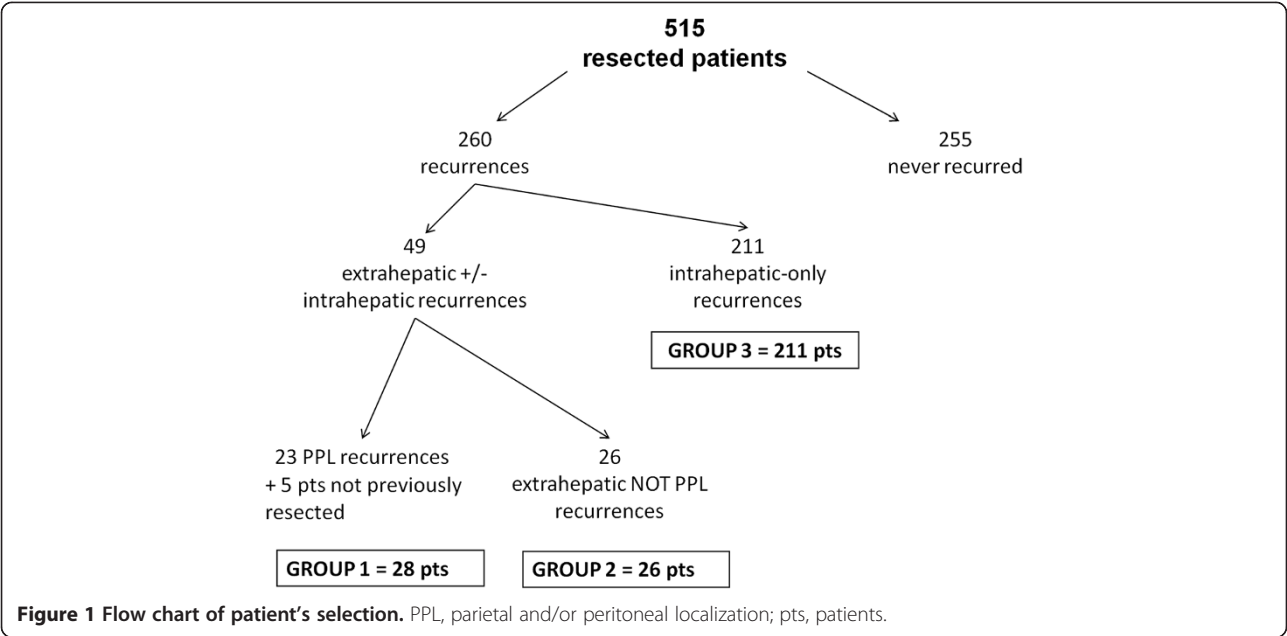 515
resected patients
260
recurrences
255
never recurred
49
extrahepatic +/-
intrahepatic recurrences
211
intrahepatic-only
recurrences
GROUP 3 = 211 pts
23 PPL recurrences
+ 5 pts not previously
resected
26
extrahepatic NOT PPL
recurrences
GROUP 1 = 28 pts
GROUP 2 = 26 pts
Figure 1 Flow chart of patient’s selection. PPL, parietal and/or peritoneal localization; pts, patients.